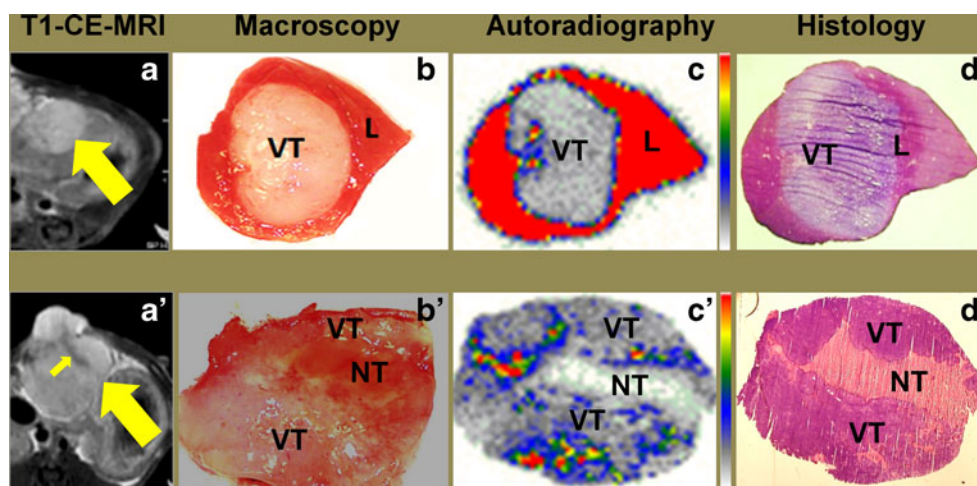 T1-CE-MRI Macroscopy Autoradiography Histology
a b c d
VT L VT L VT L
a’ b’ c’ d
VT VT VT
NT NT NT
VT VT VT